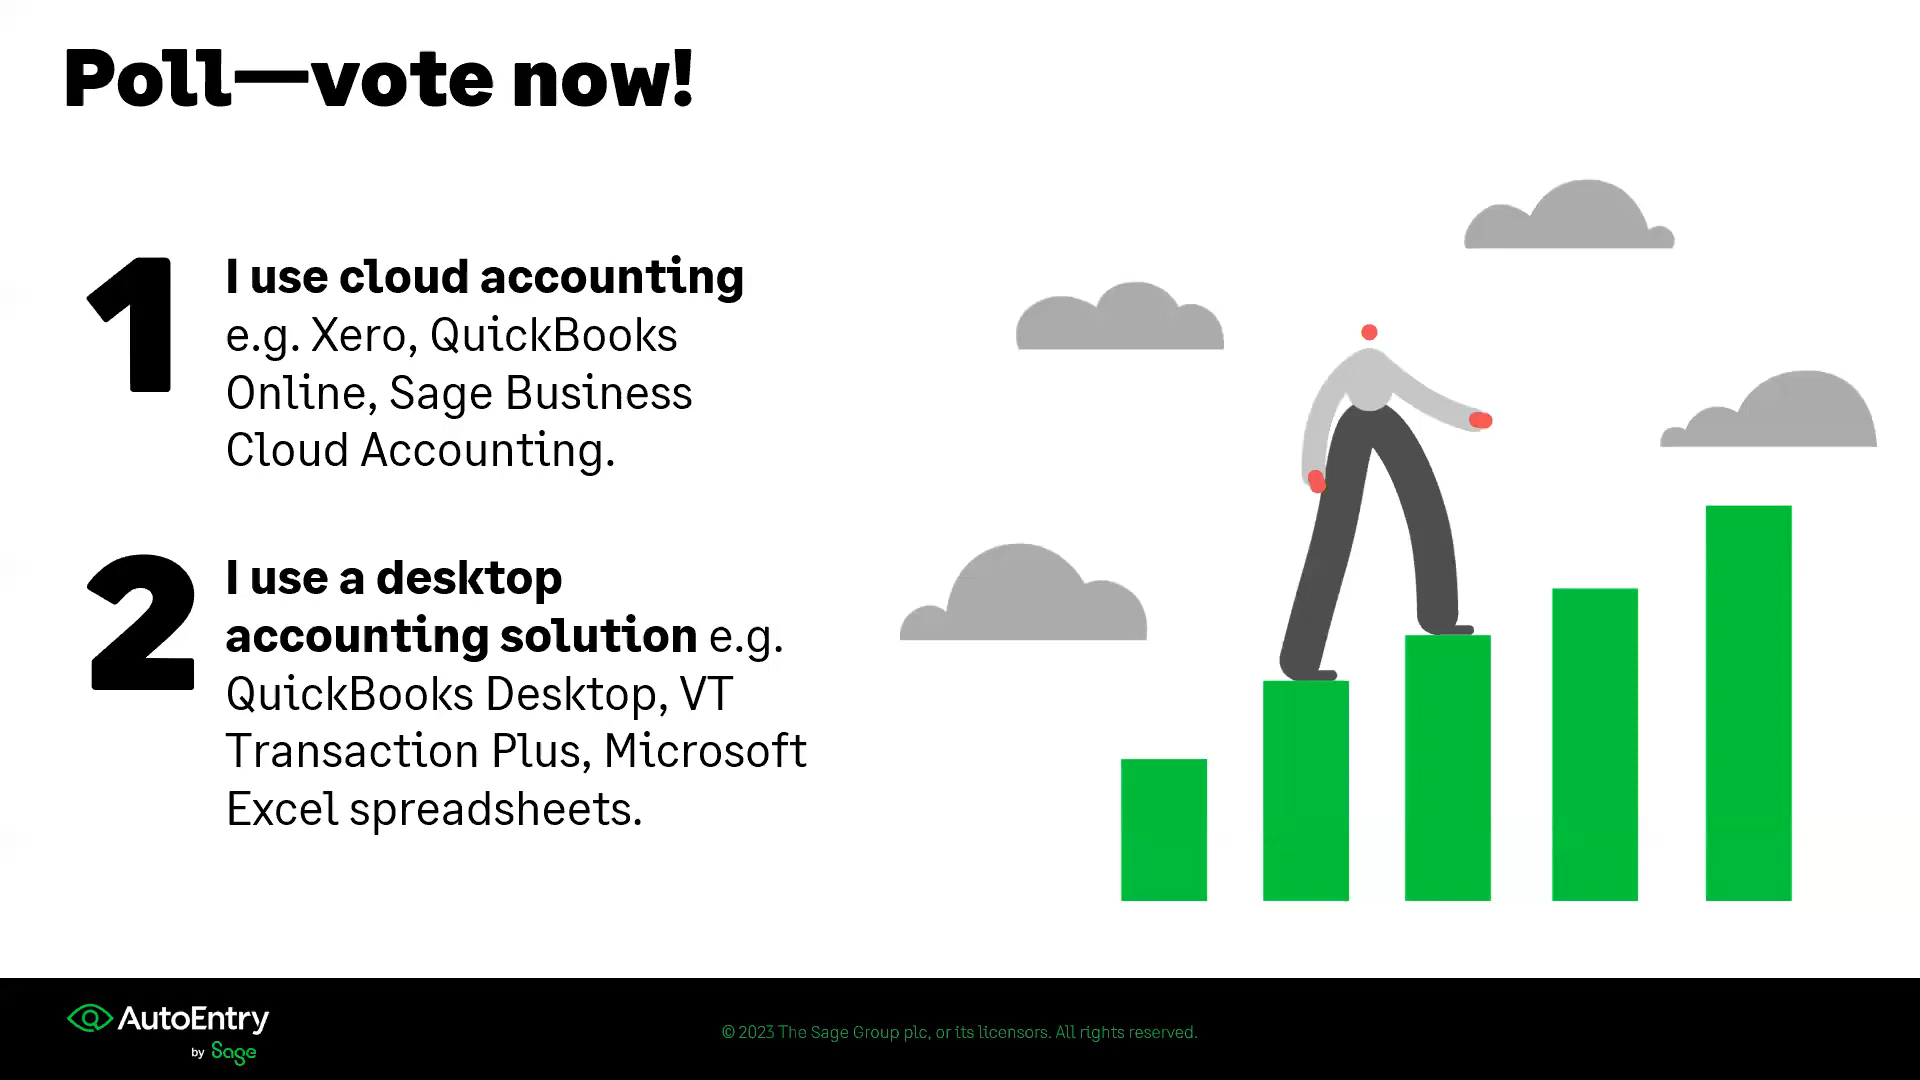 Poll—vote now!
1
I use cloud accounting
e.g. Xero, QuickBooks
Online, Sage Business
Cloud Accounting.
2
I use a desktop
accounting solution e.g.
QuickBooks Desktop, VT
Transaction Plus, Microsoft
Excel spreadsheets.
AutoEntry
by Sage
© 2023 The Sage Group plc, or its licensors. All rights reserved.